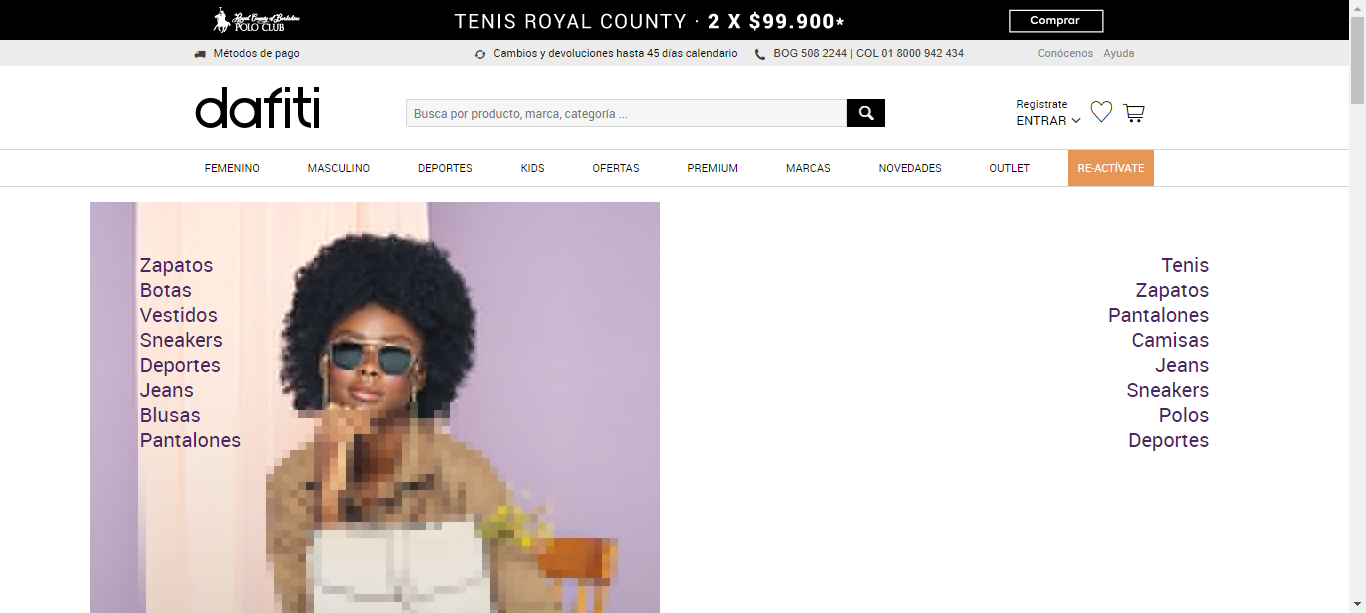 Royal County of Berkshire
POLO CLUB
TENIS ROYAL COUNTY · 2 X $99.900*
Comprar
Métodos de pago
Cambios y devoluciones hasta 45 días calendario
BOG 508 2244 | COL 01 8000 942 434
Conócenos
Ayuda
dafiti
Busca por producto, marca, categoría ...
Registrate
ENTRAR
FEMENINO
MASCULINO
DEPORTES
KIDS
OFERTAS
PREMIUM
MARCAS
NOVEDADES
OUTLET
RE-ACTÍVATE
Zapatos
Botas
Vestidos
Sneakers
Deportes
Jeans
Blusas
Pantalones
Tenis
Zapatos
Pantalones
Camisas
Jeans
Sneakers
Polos
Deportes